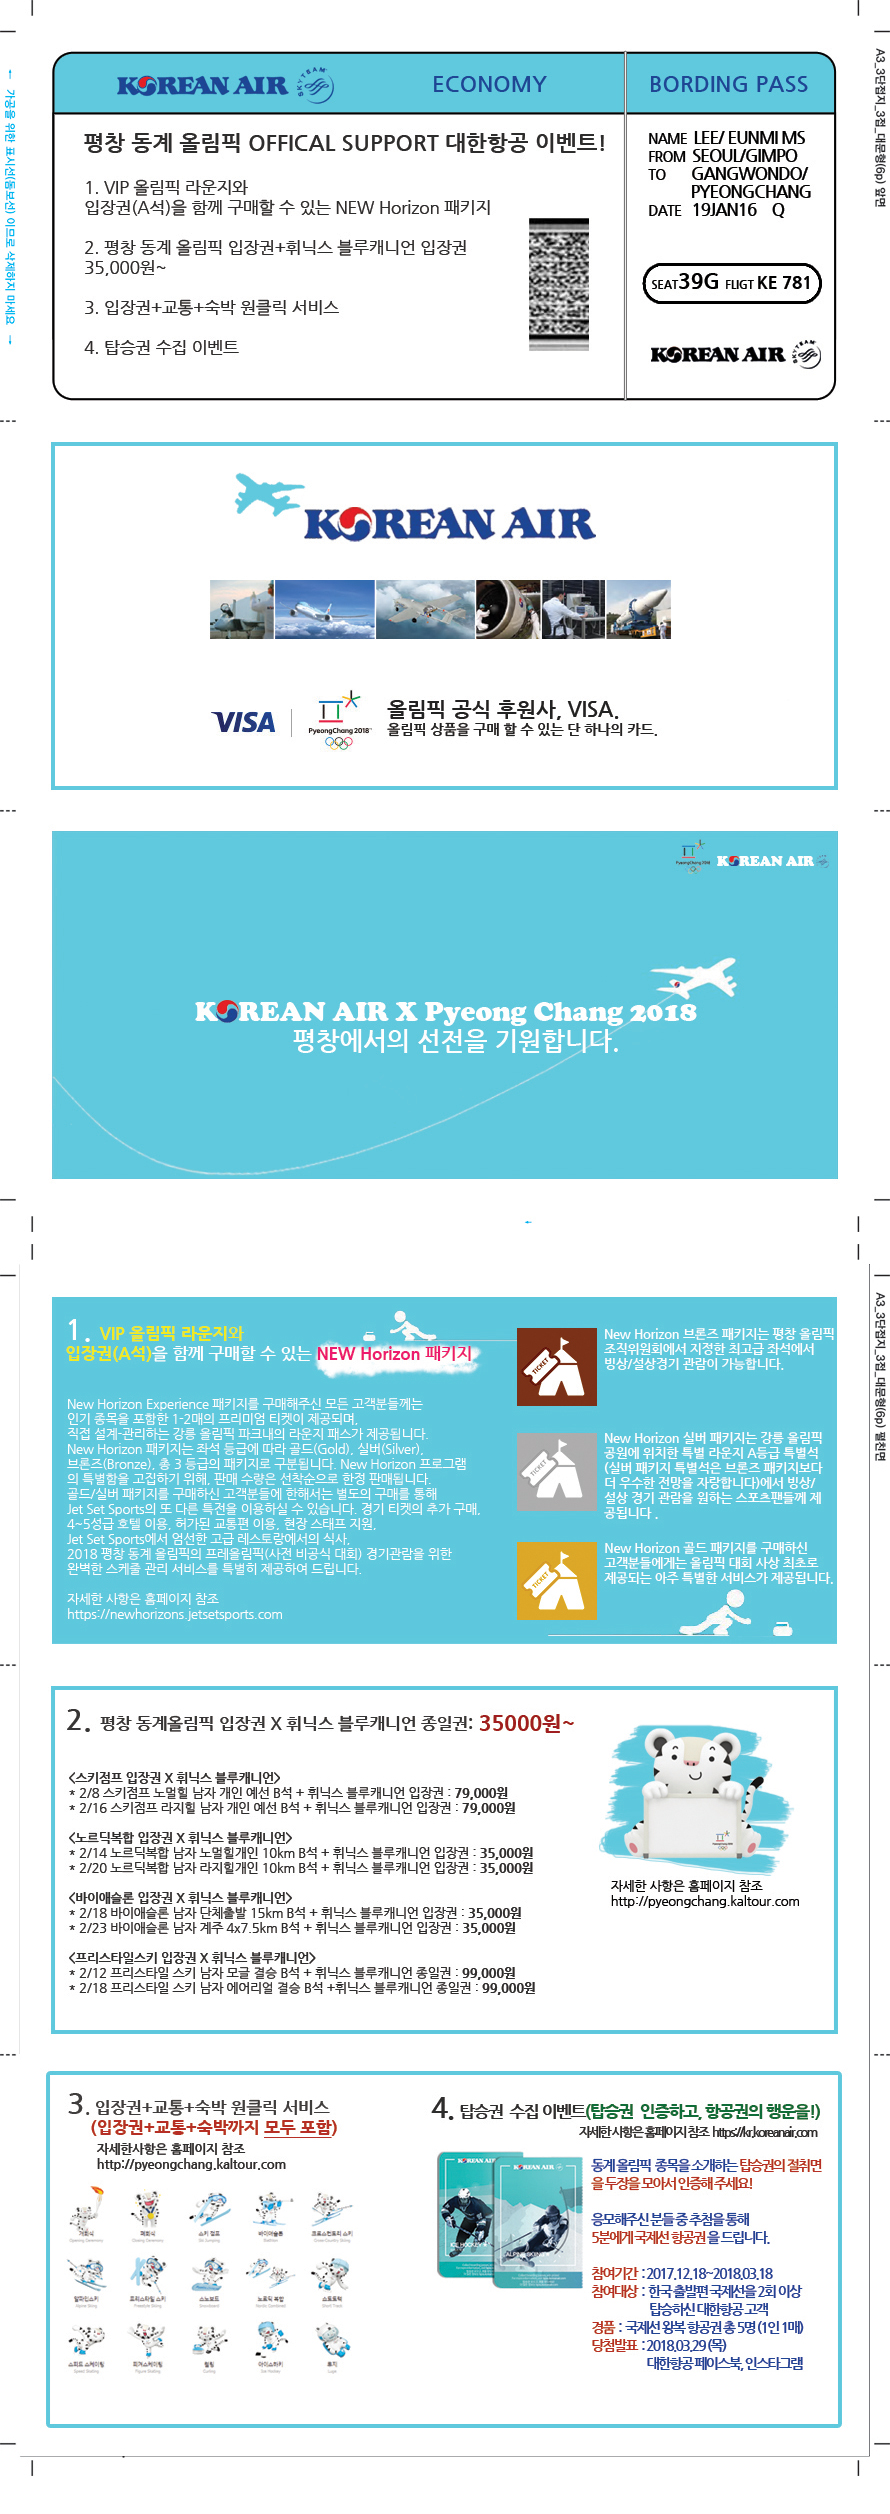 A3_3단접지_3접_대문형(6p) 앞면
← 가공을 위한 표시선(돔보선) 이므로 삭제하지 마세요 →
KOREAN AIR
SKYTEAM
ECONOMY
BORDING PASS
평창 동계 올림픽 OFFICAL SUPPORT 대한항공 이벤트!
1. VIP 올림픽 라운지와
입장권(A석)을 함께 구매할 수 있는 NEW Horizon 패키지
2. 평창 동계 올림픽 입장권+휘닉스 블루캐니언 입장권
35,000원~
3. 입장권+교통+숙박 원클릭 서비스
4. 탑승권 수집 이벤트
NAME LEE/ EUNMI MS
FROM SEOUL/GIMPO
TO GANGWONDO/
PYEONGCHANG
DATE 19JAN16 Q
SEAT 39G FLIGT KE 781
KOREAN AIR
SKYTEAM
KOREAN AIR
VISA
PyeongChang 2018
올림픽 공식 후원사, VISA.
올림픽 상품을 구매 할 수 있는 단 하나의 카드.
PyeongChang 2018
KOREAN AIR
KOREAN AIR X Pyeong Chang 2018
평창에서의 선전을 기원합니다.
A3_3단접지_3접_대문형(6p) 펼친면
1. VIP 올림픽 라운지와
입장권(A석)을 함께 구매할 수 있는 NEW Horizon 패키지
New Horizon Experience 패키지를 구매해주신 모든 고객분들께는
인기 종목을 포함한 1-2매의 프리미엄 티켓이 제공되며,
직접 설계·관리하는 강릉 올림픽 파크내의 라운지 패스가 제공됩니다.
New Horizon 패키지는 좌석 등급에 따라 골드(Gold), 실버(Silver),
브론즈(Bronze), 총 3 등급의 패키지로 구분됩니다. New Horizon 프로그램
의 특별함을 고집하기 위해, 판매 수량은 선착순으로 한정 판매됩니다.
골드/실버 패키지를 구매하신 고객분들에 한해서는 별도의 구매를 통해
Jet Set Sports의 또 다른 특전을 이용하실 수 있습니다. 경기 티켓의 추가 구매,
4~5성급 호텔 이용, 허가된 교통편 이용, 현장 스태프 지원,
Jet Set Sports에서 엄선한 고급 레스토랑에서의 식사,
2018 평창 동계 올림픽의 프레올림픽(사전 비공식 대회) 경기관람을 위한
완벽한 스케쥴 관리 서비스를 특별히 제공하여 드립니다.
자세한 사항은 홈페이지 참조
https://newhorizons.jetsetsports.com
TICKET
New Horizon 브론즈 패키지는 평창 올림픽
조직위원회에서 지정한 최고급 좌석에서
빙상/설상경기 관람이 가능합니다.
TICKET
New Horizon 실버 패키지는 강릉 올림픽
공원에 위치한 특별 라운지 A등급 특별석
(실버 패키지 특별석은 브론즈 패키지보다
더 우수한 전망을 자랑합니다)에서 빙상/
설상 경기 관람을 원하는 스포츠팬들께 제
공됩니다 .
TICKET
New Horizon 골드 패키지를 구매하신
고객분들에게는 올림픽 대회 사상 최초로
제공되는 아주 특별한 서비스가 제공됩니다.
2. 평창 동계올림픽 입장권 X 휘닉스 블루캐니언 종일권: 35000원~
<스키점프 입장권 X 휘닉스 블루캐니언>
* 2/8 스키점프 노멀힐 남자 개인 예선 B석 + 휘닉스 블루캐니언 입장권 : 79,000원
* 2/16 스키점프 라지힐 남자 개인 예선 B석 + 휘닉스 블루캐니언 입장권 : 79,000원
<노르딕복합 입장권 X 휘닉스 블루캐니언>
* 2/14 노르딕복합 남자 노멀힐개인 10km B석 + 휘닉스 블루캐니언 입장권 : 35,000원
* 2/20 노르딕복합 남자 라지힐개인 10km B석 + 휘닉스 블루캐니언 입장권 : 35,000원
<바이애슬론 입장권 X 휘닉스 블루캐니언>
* 2/18 바이애슬론 남자 단체출발 15km B석 + 휘닉스 블루캐니언 입장권 : 35,000원
* 2/23 바이애슬론 남자 계주 4x7.5km B석 + 휘닉스 블루캐니언 입장권 : 35,000원
<프리스타일스키 입장권 X 휘닉스 블루캐니언>
* 2/12 프리스타일 스키 남자 모글 결승 B석 + 휘닉스 블루캐니언 종일권 : 99,000원
* 2/18 프리스타일 스키 남자 에어리얼 결승 B석 +휘닉스 블루캐니언 종일권 : 99,000원
자세한 사항은 홈페이지 참조
http://pyeongchang.kaltour.com
3. 입장권+교통+숙박 원클릭 서비스
(입장권+교통+숙박까지 모두 포함)
자세한사항은 홈페이지 참조
http://pyeongchang.kaltour.com
개회식 폐회식 스키 점프 바이애슬론 크로스컨트리 스키
Opening Ceremony Closing Ceremony Ski Jumping Biathlon Cross-Country Skiing
알파인스키 프리스타일 스키 스노보드 노르딕 복합 쇼트트랙
Alpine Skiing Freestyle Skiing Snowboard Nordic Combined Short Track
스피드 스케이팅 피겨스케이팅 컬링 아이스하키 루지
Speed Skating Figure Skating Curling Ice Hockey Luge
4. 탑승권 수집 이벤트(탑승권 인증하고, 항공권의 행운을!)
자세한사항은 홈페이지 참조 https://kr.koreanair.com
KOREAN AIR
ICE HOCKEY
KOREAN AIR
ALPINE SKIING
동계 올림픽 종목을 소개하는 탑승권의 절취면
을 두장을 모아서 인증해 주세요!
응모해주신 분들 중 추첨을 통해
5분에게 국제선 항공권 을 드립니다.
참여기간 : 2017.12.18~2018.03.18
참여대상 : 한국 출발편 국제선을 2회 이상
탑승하신 대한항공 고객
경품 : 국제선 왕복 항공권 총 5명 (1인 1매)
당첨발표 : 2018.03.29 (목)
대한항공 페이스북, 인스타그램